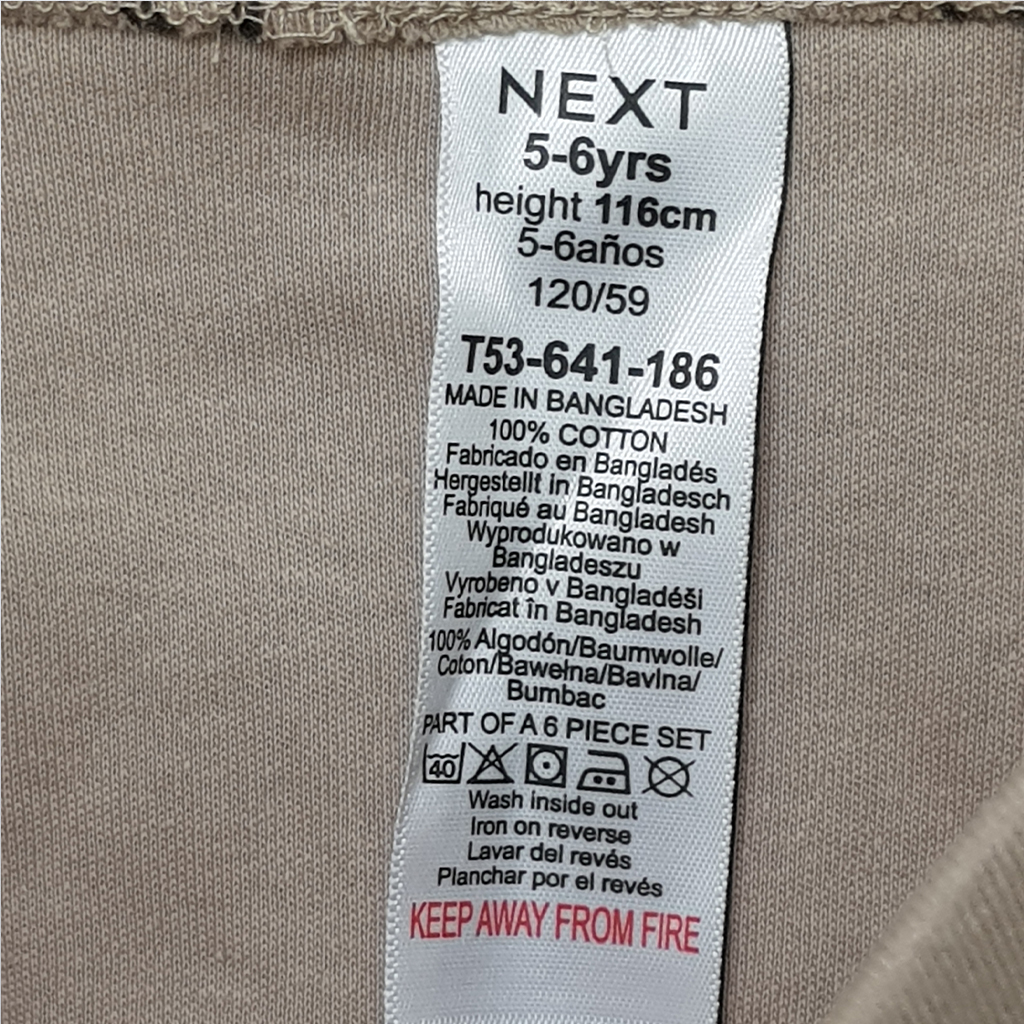 NEXT
5-6yrs
height 116cm
5-6años
120/59
T53-641-186
MADE IN BANGLADESH
100% COTTON
Fabricado en Bangladés
Hergestellt in Bangladesch
Fabriqué au Bangladesh
Wyprodukowano w
Bangladeszu
Vyrobeno v Bangladéši
Fabricat în Bangladesh
100% Algodón/Baumwolle/
Coton/Bawełna/Bavlna/
Bumbac
PART OF A 6 PIECE SET
40
Wash inside out
Iron on reverse
Lavar del revés
Planchar por el revés
KEEP AWAY FROM FIRE